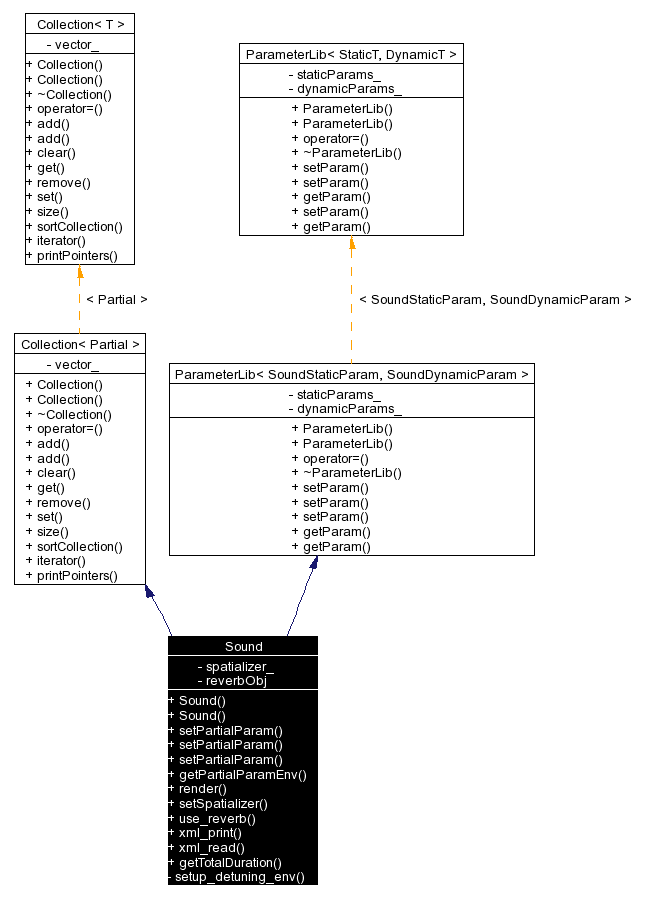 Collection< T >
- vector_
+ Collection()
+ Collection()
+ ~Collection()
+ operator=()
+ add()
+ add()
+ clear()
+ get()
+ remove()
+ set()
+ size()
+ sortCollection()
+ iterator()
+ printPointers()
ParameterLib< StaticT, DynamicT >
- staticParams_
- dynamicParams_
+ ParameterLib()
+ ParameterLib()
+ operator=()
+ ~ParameterLib()
+ setParam()
+ setParam()
+ getParam()
+ setParam()
+ getParam()
< Partial >
< SoundStaticParam, SoundDynamicParam >
Collection< Partial >
- vector_
+ Collection()
+ Collection()
+ ~Collection()
+ operator=()
+ add()
+ add()
+ clear()
+ get()
+ remove()
+ set()
+ size()
+ sortCollection()
+ iterator()
+ printPointers()
ParameterLib< SoundStaticParam, SoundDynamicParam >
- staticParams_
- dynamicParams_
+ ParameterLib()
+ ParameterLib()
+ operator=()
+ ~ParameterLib()
+ setParam()
+ setParam()
+ setParam()
+ getParam()
+ getParam()
Sound
- spatializer_
- reverbObj
+ Sound()
+ Sound()
+ setPartialParam()
+ setPartialParam()
+ setPartialParam()
+ getPartialParamEnv()
+ render()
+ setSpatializer()
+ use_reverb()
+ xml_print()
+ xml_read()
+ getTotalDuration()
- setup_detuning_env()